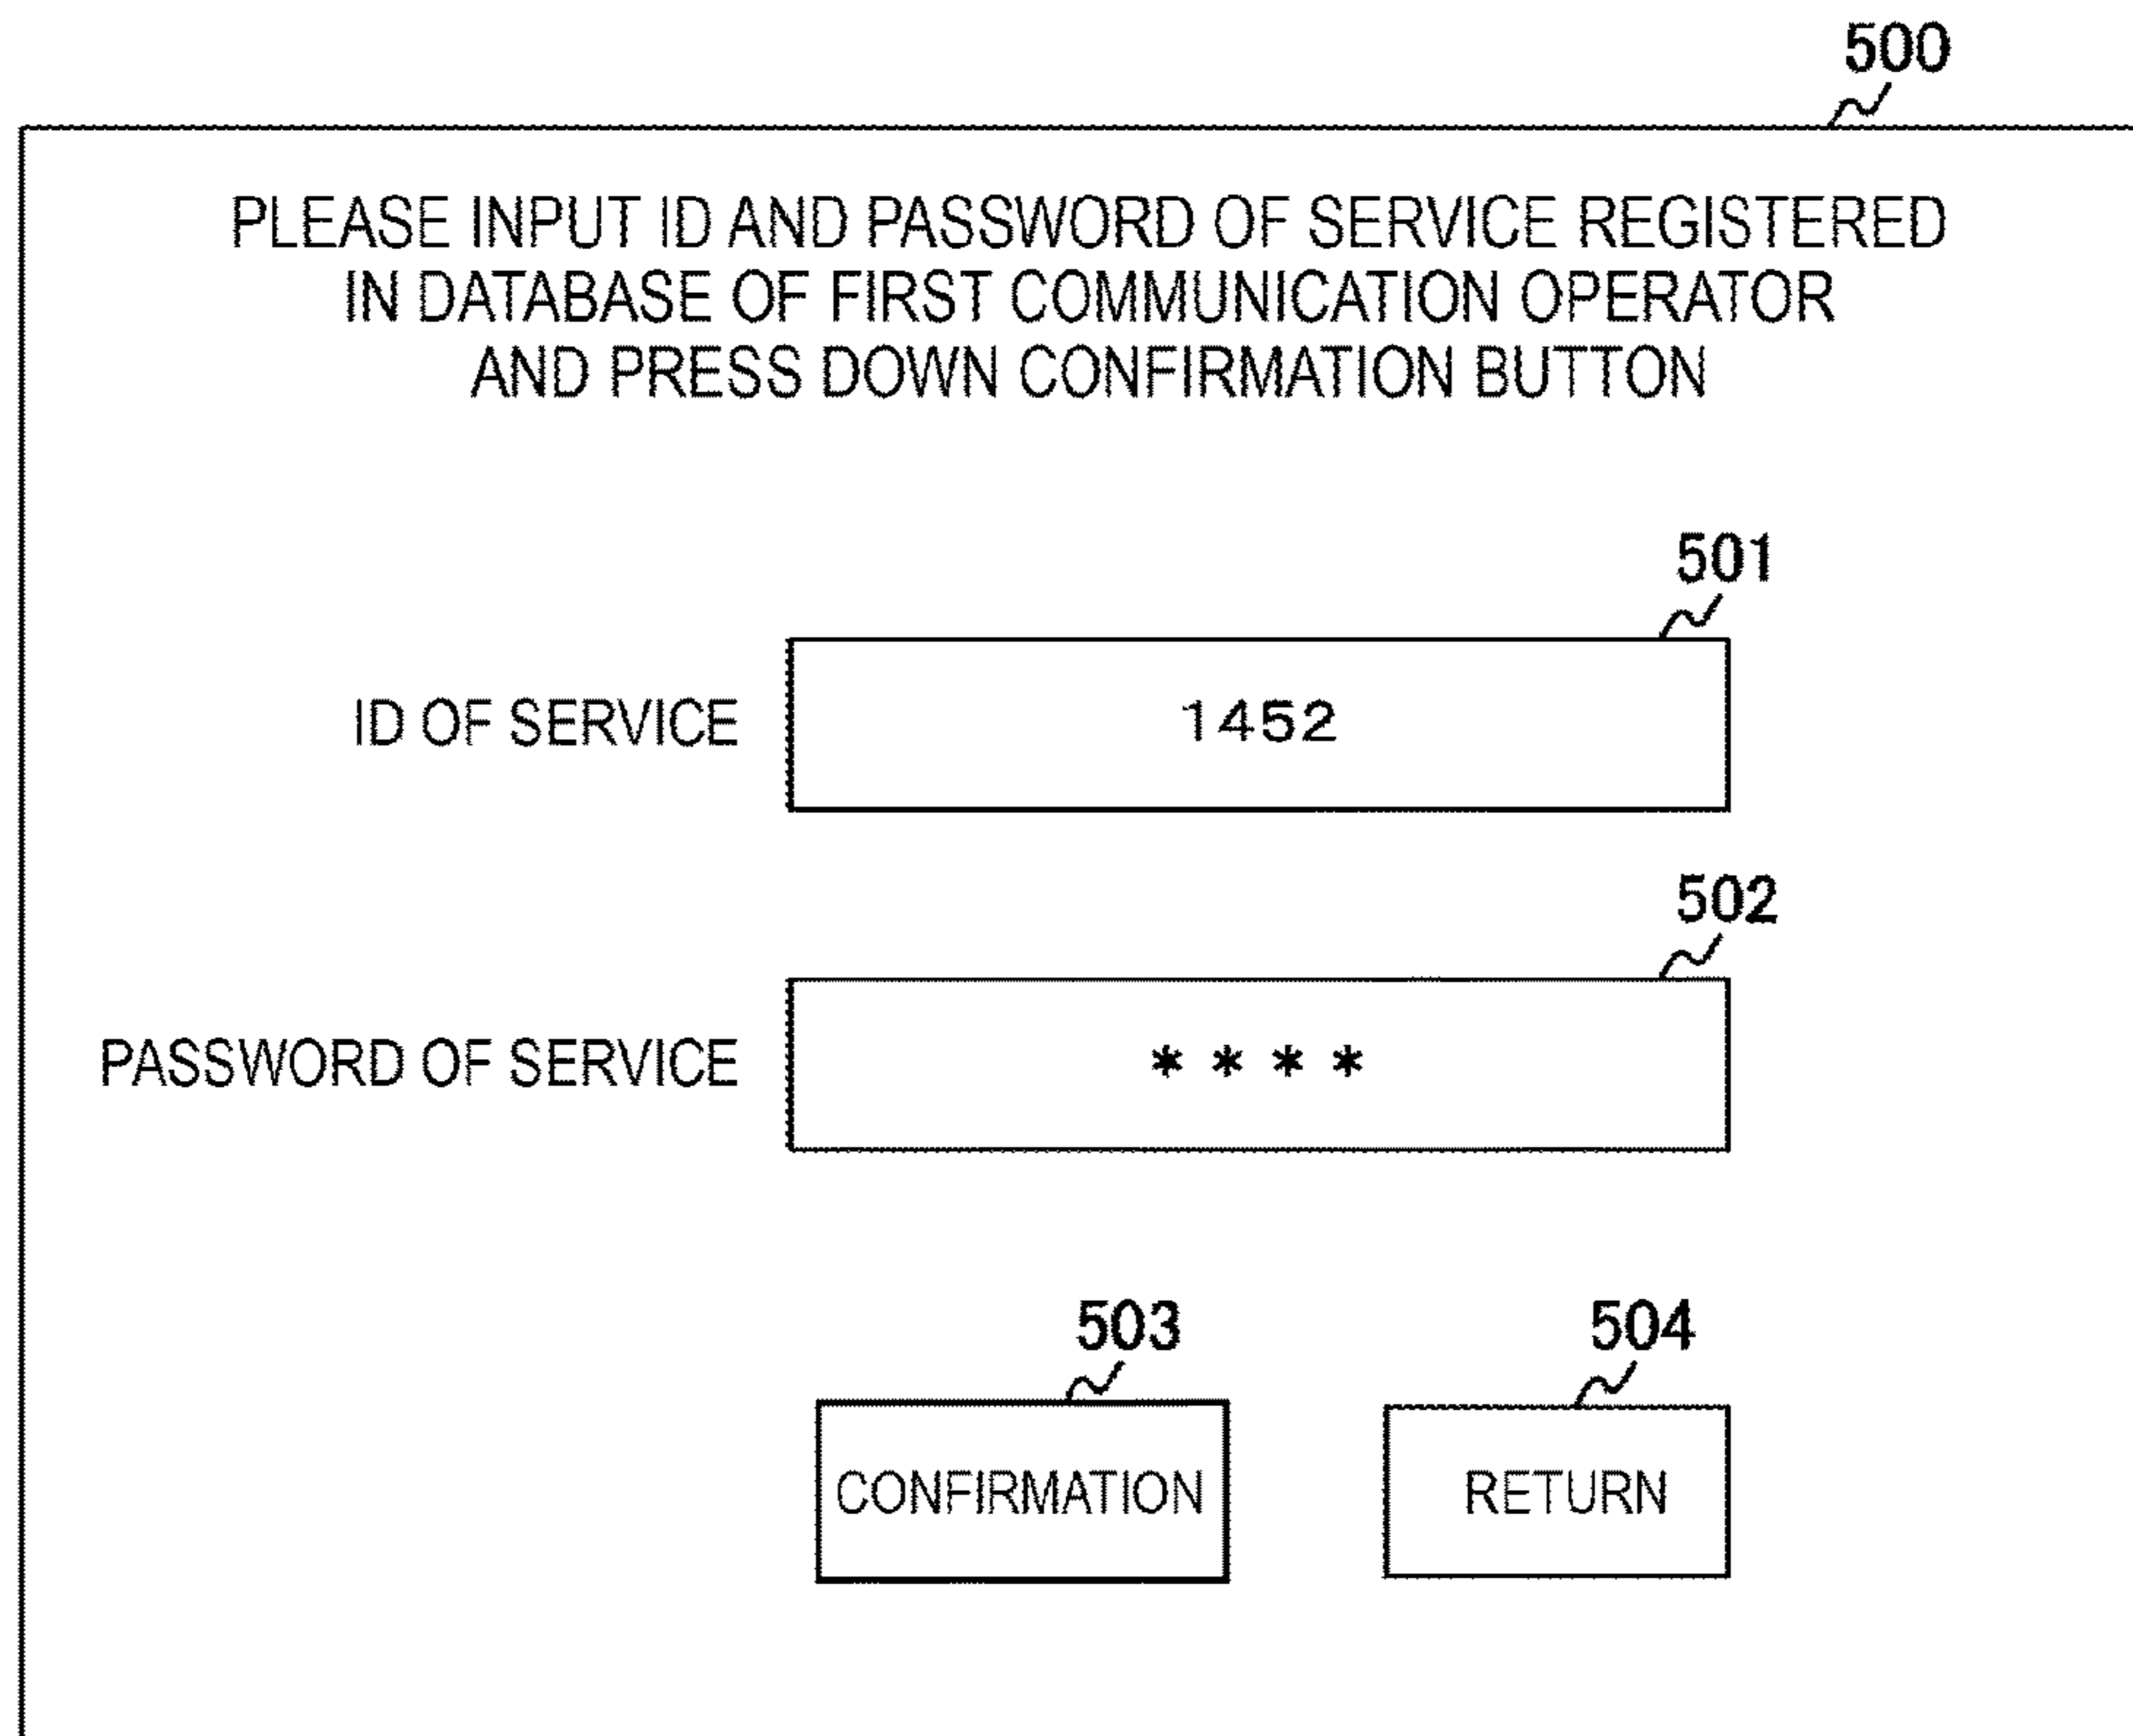 500
PLEASE INPUT ID AND PASSWORD OF SERVICE REGISTERED
IN DATABASE OF FIRST COMMUNICATION OPERATOR
AND PRESS DOWN CONFIRMATION BUTTON
501
ID OF SERVICE 1452
502
PASSWORD OF SERVICE ****
503 504
CONFIRMATION RETURN